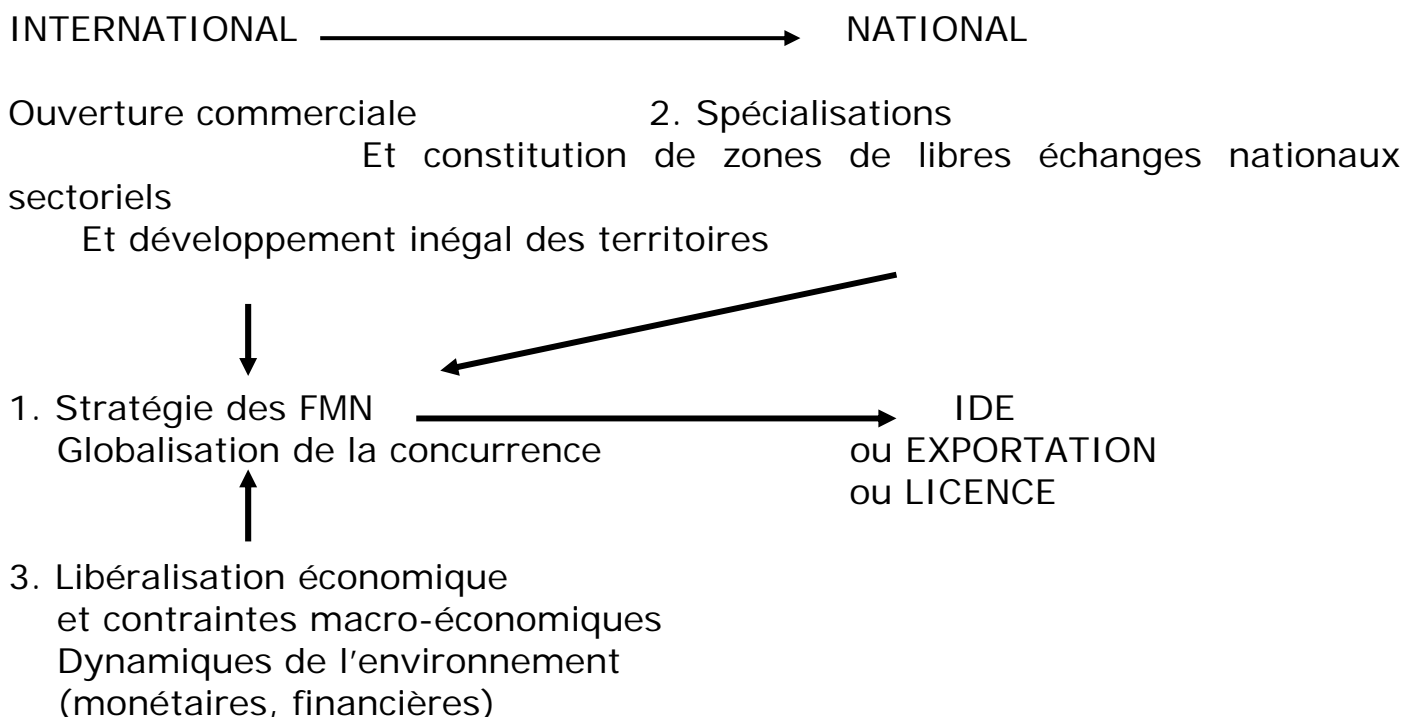 INTERNATIONAL NATIONAL
Ouverture commerciale 2. Spécialisations
Et constitution de zones de libres échanges nationaux
sectoriels
Et développement inégal des territoires
1. Stratégie des FMN IDE
Globalisation de la concurrence ou EXPORTATION
ou LICENCE
3. Libéralisation économique
et contraintes macro-économiques
Dynamiques de l'environnement
(monétaires, financières)